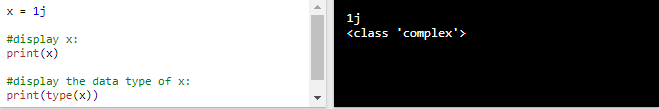 x = 1j
#display x:
print(x)
#display the data type of x:
print(type(x))
1j
<class 'complex'>